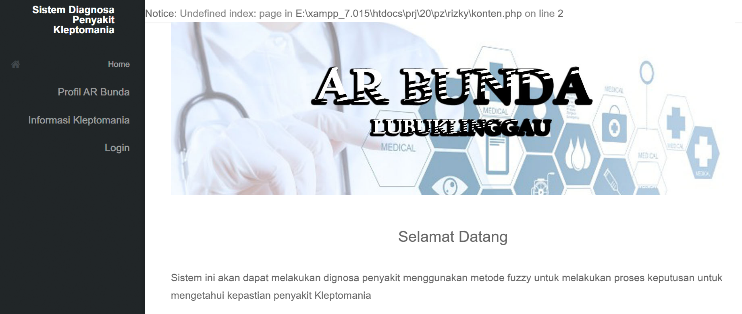 Sistem Diagnosa
Penyakit
Kleptomania
Home
Profil AR Bunda
Informasi Kleptomania
Login
Notice: Undefined index: page in E:\xampp_7.015\htdocs\prj\20\pz\rizky\konten.php on line 2
AR BUNDA
LUBUKLINGGAU
MEDICAL
MEDICAL
MEDICAL
MEDICAL
Selamat Datang
Sistem ini akan dapat melakukan dignosa penyakit menggunakan metode fuzzy untuk melakukan proses keputusan untuk
mengetahui kepastian penyakit Kleptomania